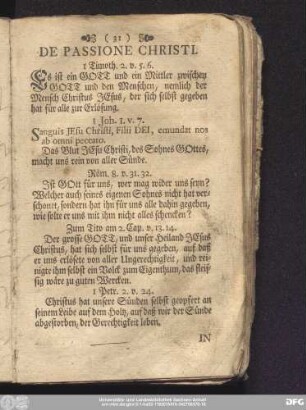 ( 31 )
DE PASSIONE CHRISTI.
1 Timoth. 2. v. 5. 6.
Es ist ein GOTT und ein Mittler zwischen
GOTT und den Menschen, nemlich der
Mensch Christus JEsus, der sich selbst gegeben
hat für alle zur Erlösung.
1 Joh. 1. v. 7.
Sanguis JEsu Christi, Filii DEI, emundat nos
ab omni peccato.
Das Blut JEsu Christi, des Sohnes GOttes,
macht uns rein von aller Sünde.
Röm. 8. v. 31. 32.
Ist GOtt für uns, wer mag wider uns seyn?
Welcher auch seines eigenen Sohnes nicht hat ver-
schonet, sondern hat ihn für uns alle dahin gegeben,
wie solte er uns mit ihm nicht alles schencken?
Zum Tito am 2. Cap. v. 13. 14.
Der grosse GOTT, und unser Heiland JEsus
Christus, hat sich selbst für uns gegeben, auf daß
er uns erlösete von aller Ungerechtigkeit, und rei-
nigte ihm selbst ein Volck zum Eigenthum, das fleis-
sig wäre zu guten Wercken.
1 Petr. 2. v. 24.
Christus hat unsere Sünden selbst geopfert an
seinem Leibe auf dem Holtz, auf daß wir der Sünde
abgestorben, der Gerechtigkeit leben.
IN